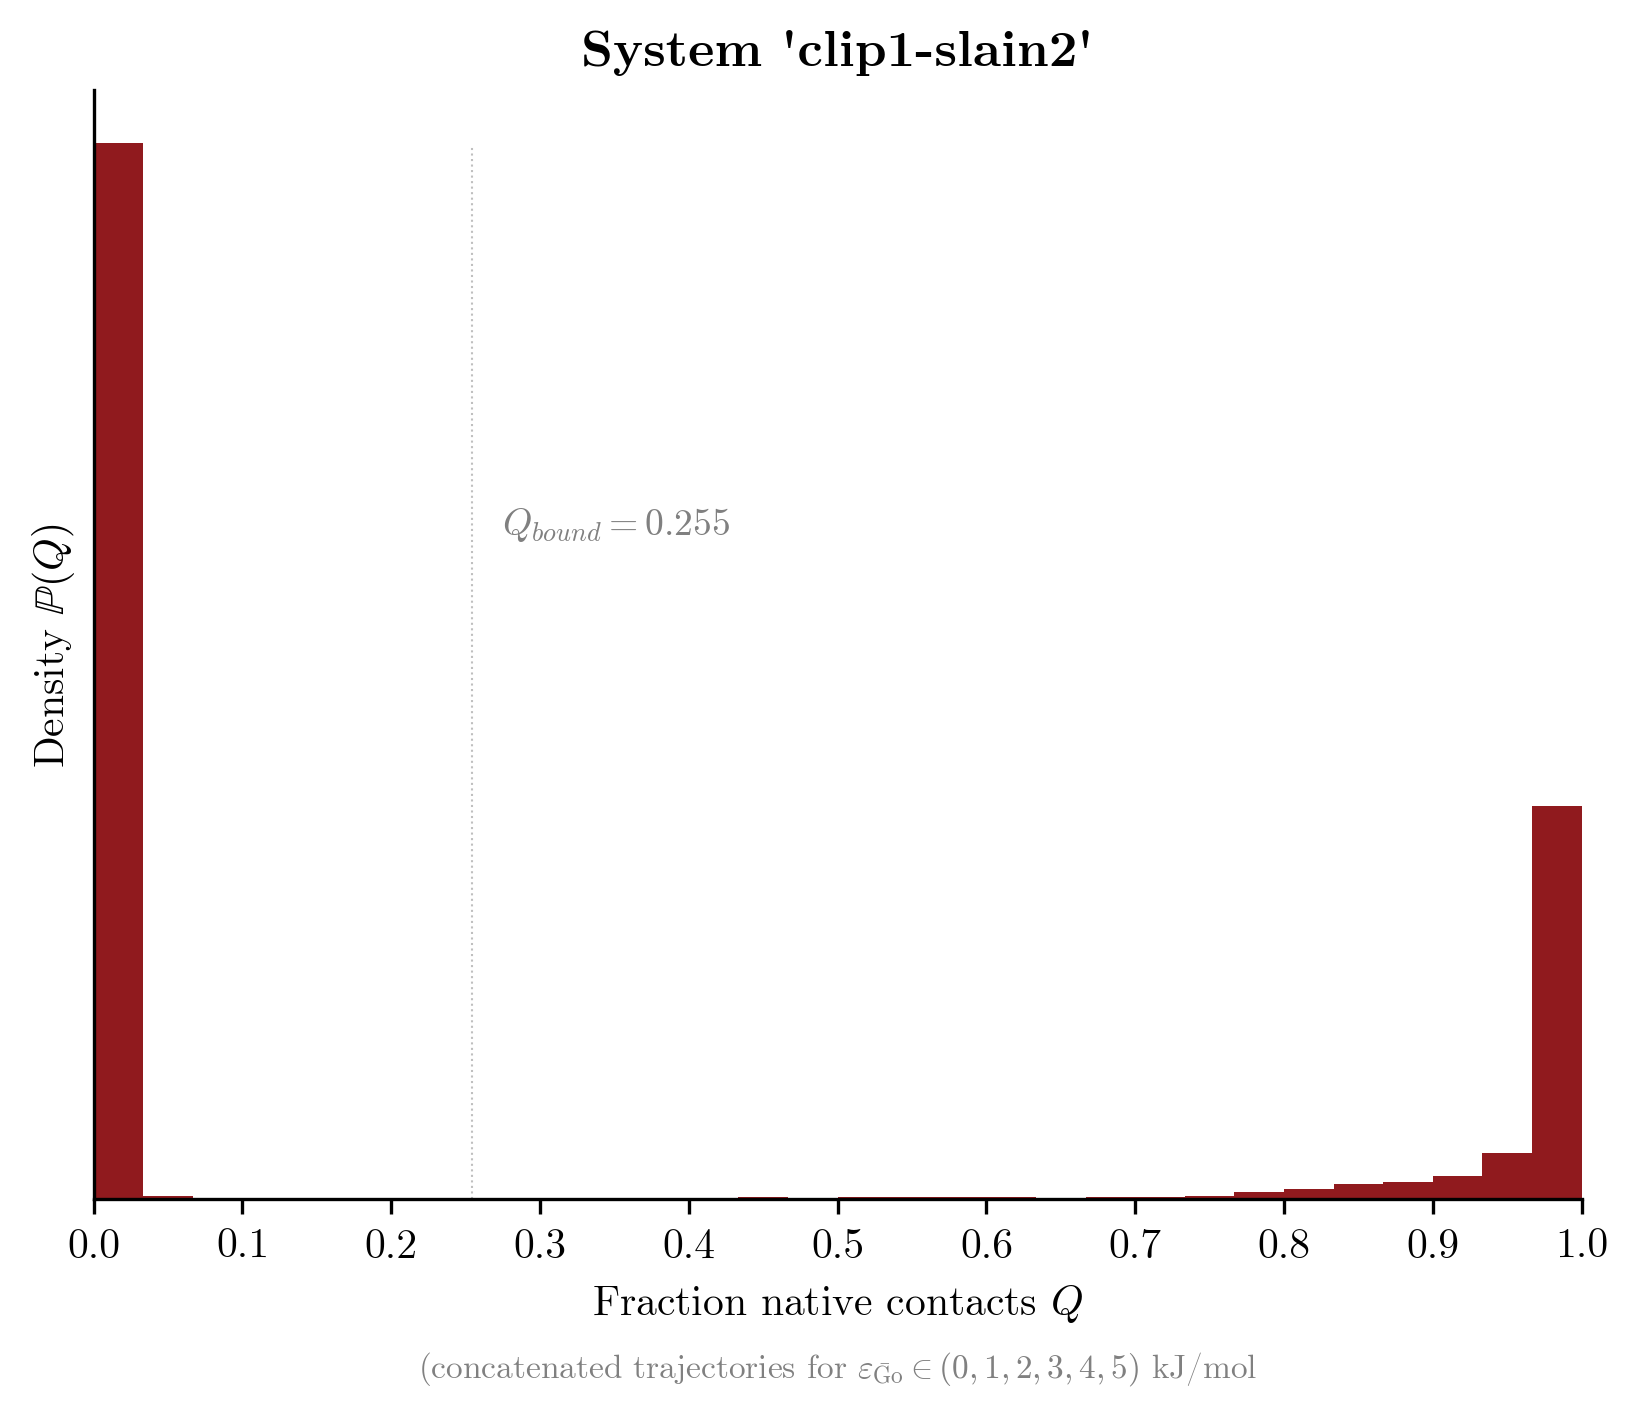 System 'clip1-slain2'
Density ℙ(Q)
Q_bound = 0.255
0.0 0.1 0.2 0.3 0.4 0.5 0.6 0.7 0.8 0.9 1.0
Fraction native contacts Q
(concatenated trajectories for ε_Ḡo ∈ (0, 1, 2, 3, 4, 5) kJ/mol